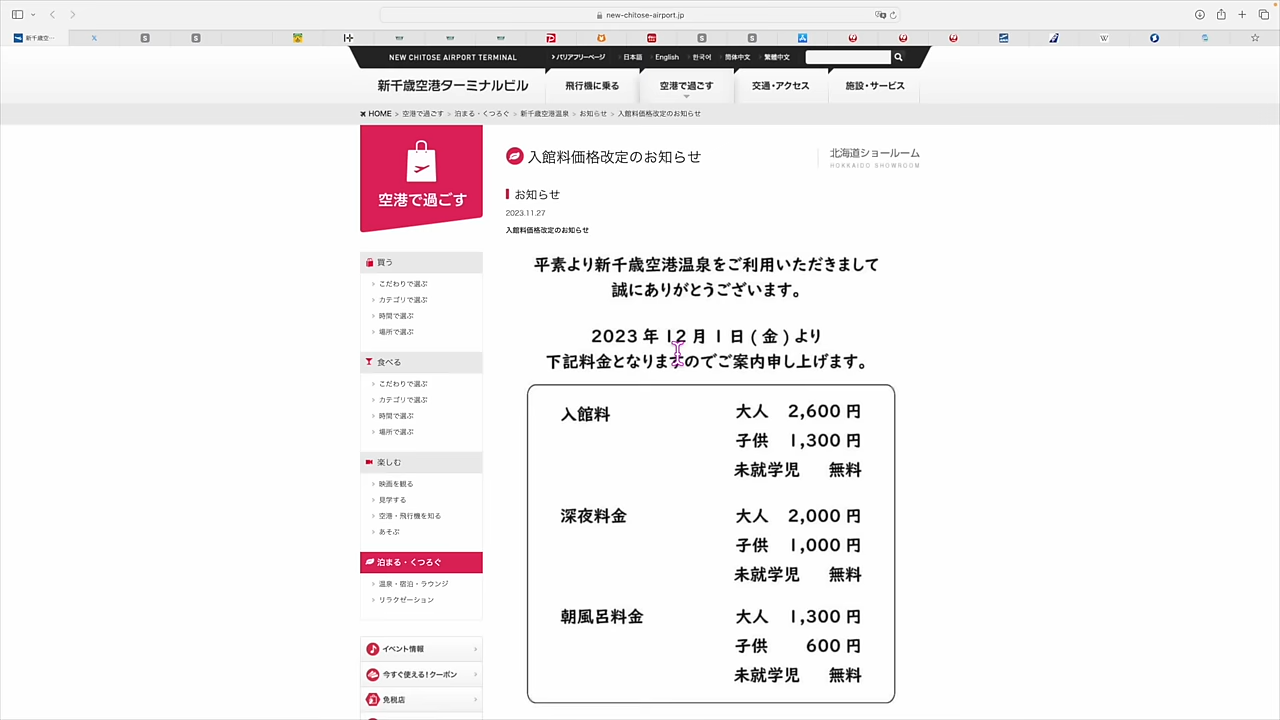 new-chitose-airport.jp
新千歳空…
NEW CHITOSE AIRPORT TERMINAL
バリアフリーページ
日本語
English
한국어
简体中文
繁體中文
新千歳空港ターミナルビル
飛行機に乗る
空港で過ごす
交通・アクセス
施設・サービス
HOME > 空港で過ごす > 泊まる・くつろぐ > 新千歳空港温泉 > お知らせ > 入館料価格改定のお知らせ
空港で過ごす
入館料価格改定のお知らせ
北海道ショールーム
HOKKAIDO SHOWROOM
お知らせ
2023.11.27
入館料価格改定のお知らせ
平素より新千歳空港温泉をご利用いただきまして
誠にありがとうございます。
2023年12月1日(金)より
下記料金となりますのでご案内申し上げます。
入館料 大人 2,600円
子供 1,300円
未就学児 無料
深夜料金 大人 2,000円
子供 1,000円
未就学児 無料
朝風呂料金 大人 1,300円
子供 600円
未就学児 無料
買う
こだわりで選ぶ
カテゴリで選ぶ
時間で選ぶ
場所で選ぶ
食べる
こだわりで選ぶ
カテゴリで選ぶ
時間で選ぶ
場所で選ぶ
楽しむ
映画を観る
見学する
空港・飛行機を知る
あそぶ
泊まる・くつろぐ
温泉・宿泊・ラウンジ
リラクゼーション
イベント情報
今すぐ使える!クーポン
免税店